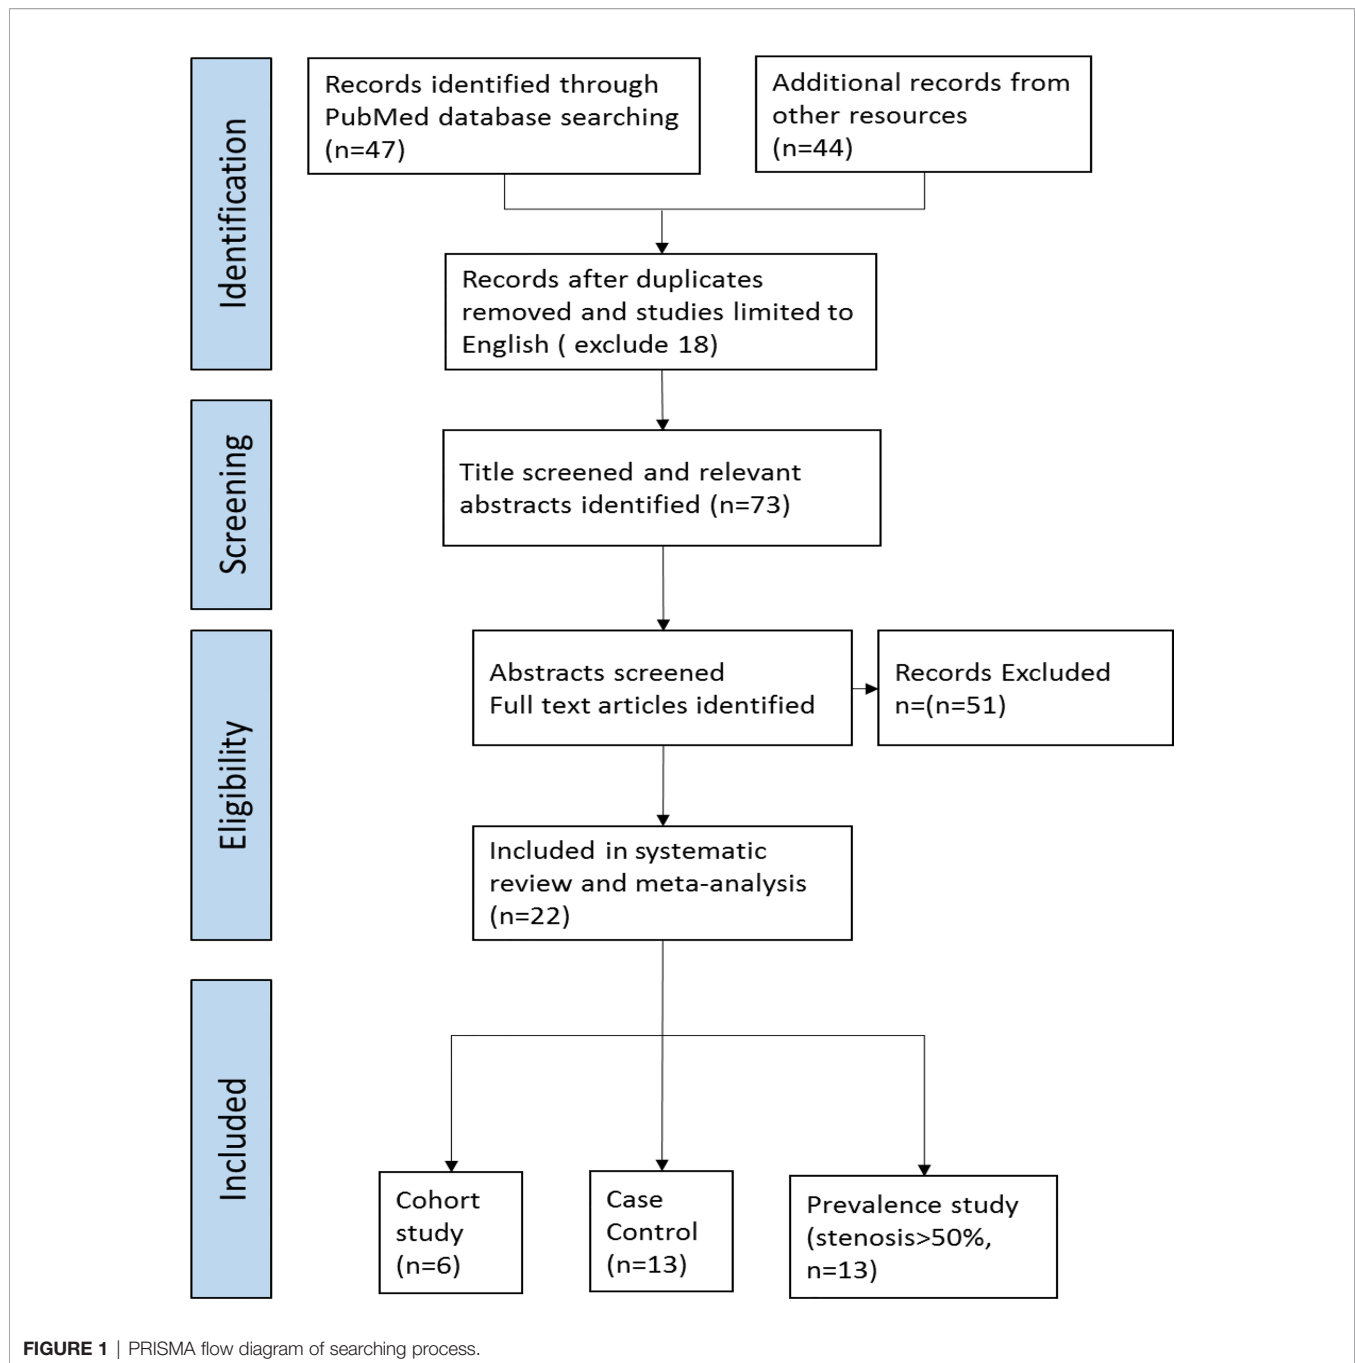 Identification
Records identified through
PubMed database searching
(n=47)
Additional records from
other resources
(n=44)
Records after duplicates
removed and studies limited to
English ( exclude 18)
Screening
Title screened and relevant
abstracts identified (n=73)
Eligibility
Abstracts screened
Full text articles identified
Records Excluded
n=(n=51)
Included in systematic
review and meta-analysis
(n=22)
Included
Cohort
study
(n=6)
Case
Control
(n=13)
Prevalence study
(stenosis>50%,
n=13)
FIGURE 1 | PRISMA flow diagram of searching process.